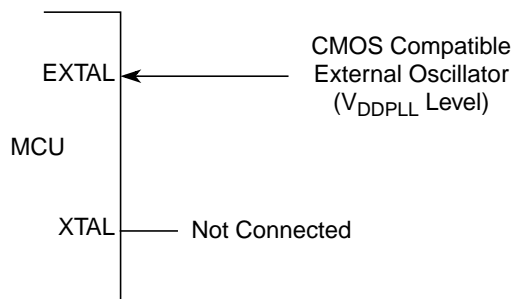 CMOS Compatible
External Oscillator
(VDDPLL Level)
EXTAL
MCU
XTAL
Not Connected